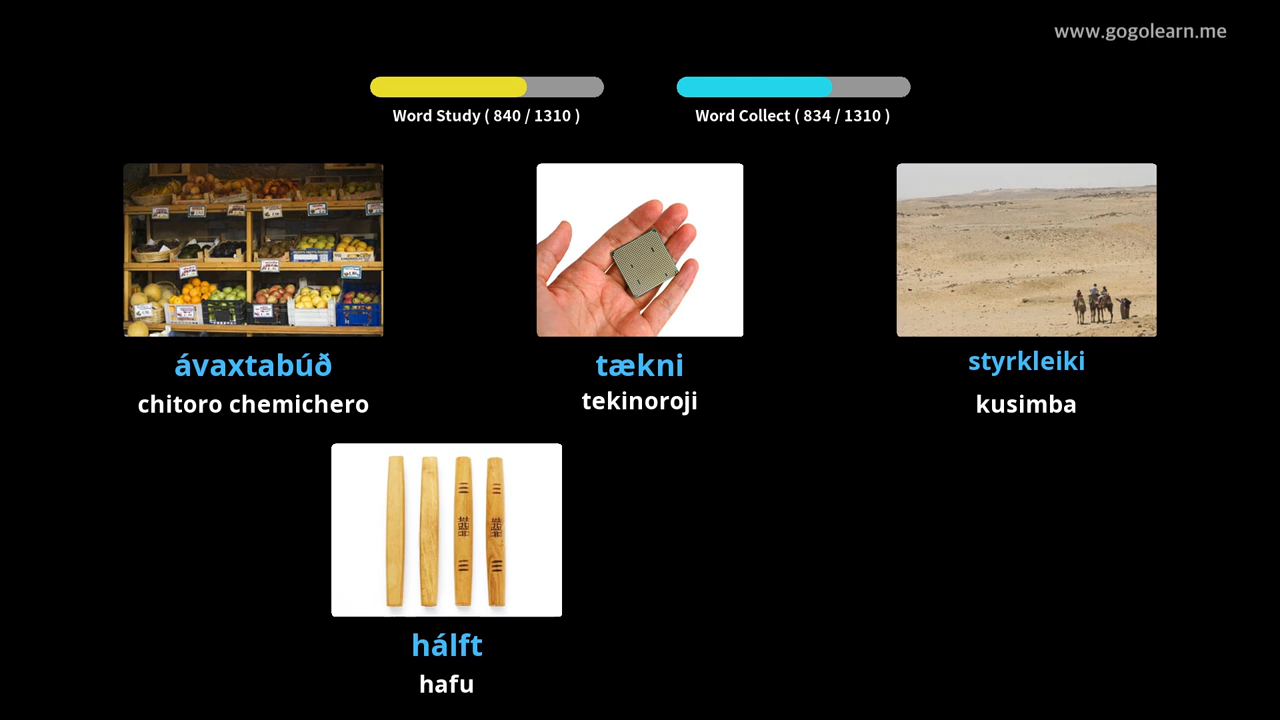 www.gogolearn.me
Word Study ( 840 / 1310 )
Word Collect ( 834 / 1310 )
ávaxtabúð
chitoro chemichero
tækni
tekinoroji
styrkleiki
kusimba
hálft
hafu